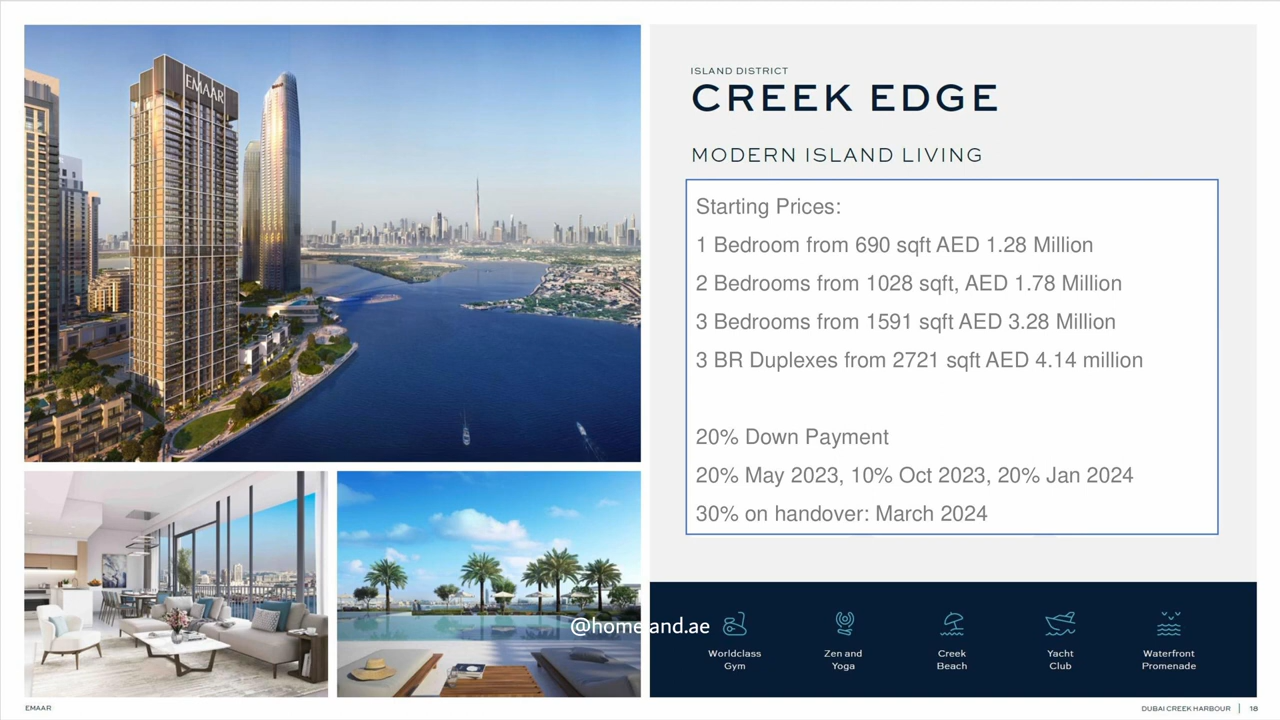 EMAAR
ISLAND DISTRICT
CREEK EDGE
MODERN ISLAND LIVING
Starting Prices:
1 Bedroom from 690 sqft AED 1.28 Million
2 Bedrooms from 1028 sqft, AED 1.78 Million
3 Bedrooms from 1591 sqft AED 3.28 Million
3 BR Duplexes from 2721 sqft AED 4.14 million
20% Down Payment
20% May 2023, 10% Oct 2023, 20% Jan 2024
30% on handover: March 2024
@homeland.ae
Worldclass
Gym
Zen and
Yoga
Creek
Beach
Yacht
Club
Waterfront
Promenade
EMAAR
DUBAI CREEK HARBOUR | 18